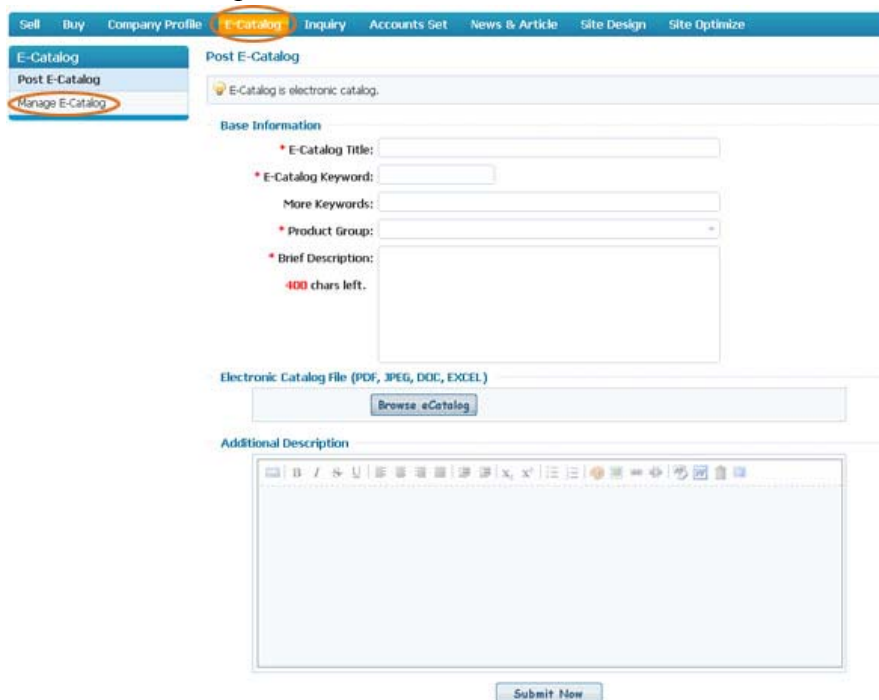 Sell Buy Company Profile E-Catalog Inquiry Accounts Set News & Article Site Design Site Optimize
E-Catalog
Post E-Catalog
Manage E-Catalog
Post E-Catalog
E-Catalog is electronic catalog.
Base Information
* E-Catalog Title:
* E-Catalog Keyword:
More Keywords:
* Product Group:
* Brief Description:
400 chars left.
Electronic Catalog File (PDF, JPEG, DOC, EXCEL)
Browse eCatalog
Additional Description
B I S U x, x²
Submit Now